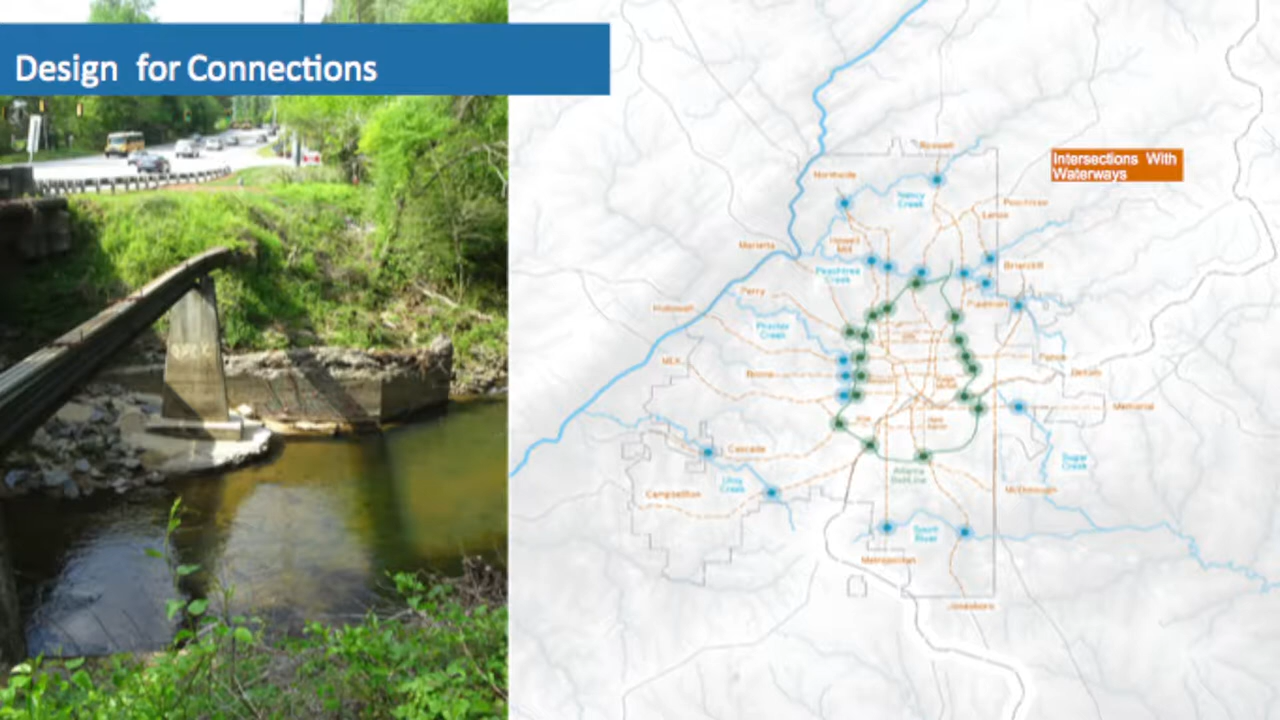 Design for Connections
Intersections With
Waterways
Roswell
Northside
Nancy
Creek
Peachtree
Lenox
Marietta
Howell
Mill
Peachtree
Creek
Briarcliff
Perry
Hollowell
Piedmont
Proctor
Creek
MLK
Boone
Ponce
DeKalb
Memorial
Cascade
Campbellton
Utoy
Creek
Atlanta
BeltLine
Sugar
Creek
McDonough
South
River
Metropolitan
Jonesboro